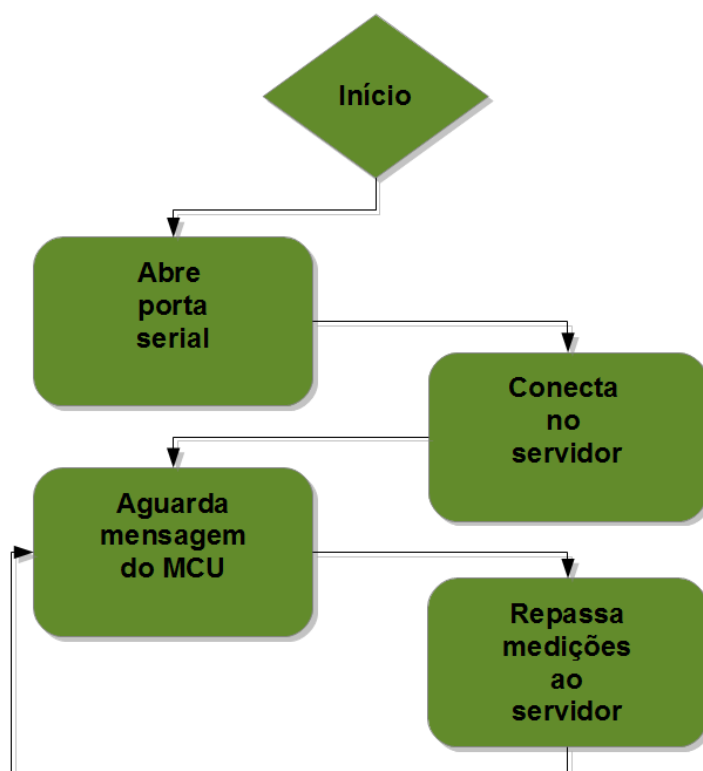 Início
Abre
porta
serial
Conecta
no
servidor
Aguarda
mensagem
do MCU
Repassa
medições
ao
servidor